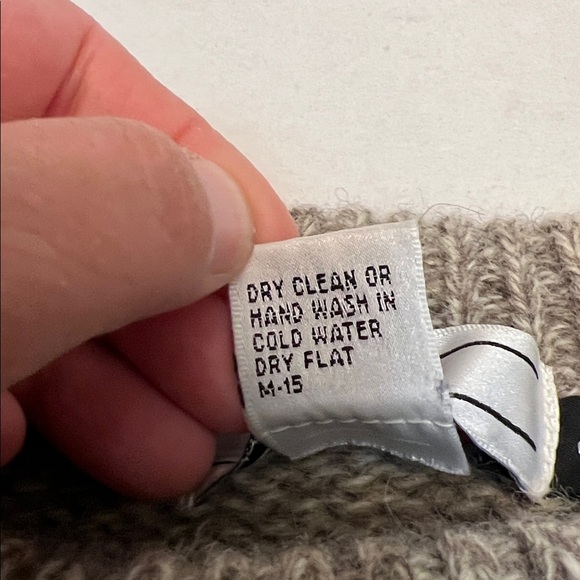 DRY CLEAN OR
HAND WASH IN
COLD WATER
DRY FLAT
M-15